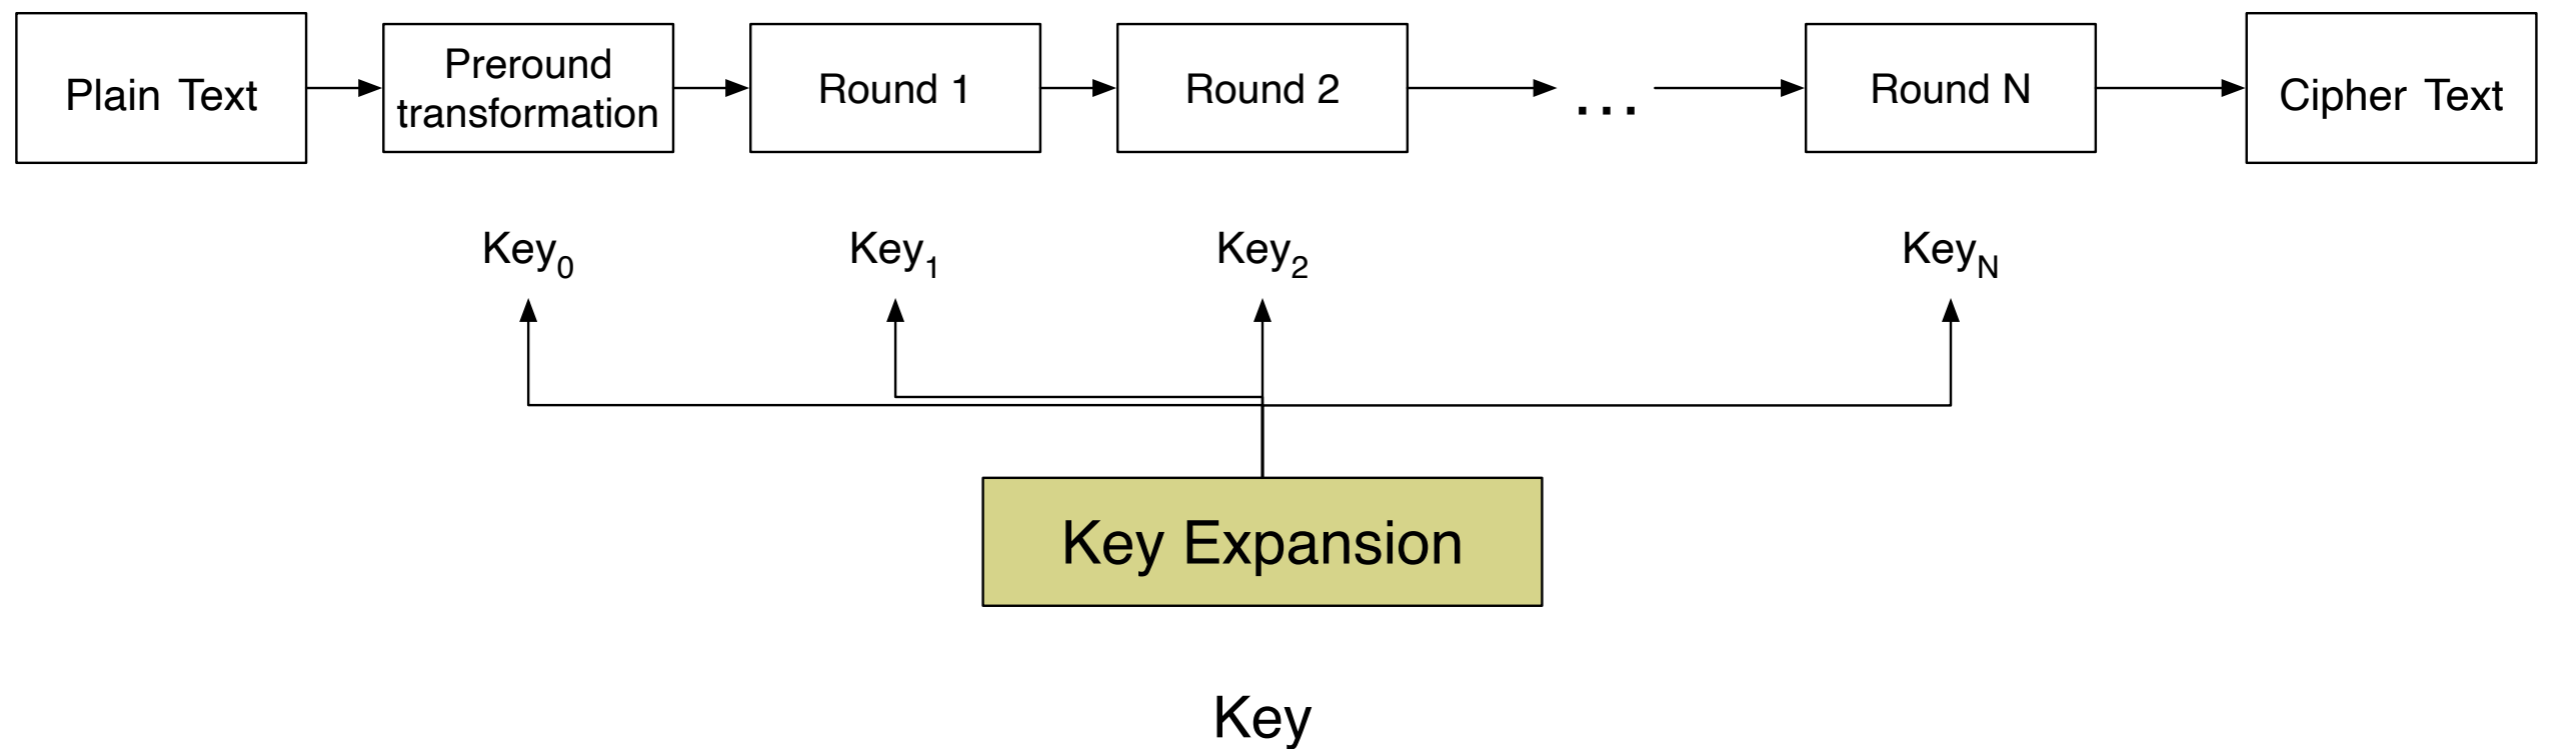 Plain Text
Preround
transformation
Round 1
Round 2
...
Round N
Cipher Text
Key0
Key1
Key2
KeyN
Key Expansion
Key